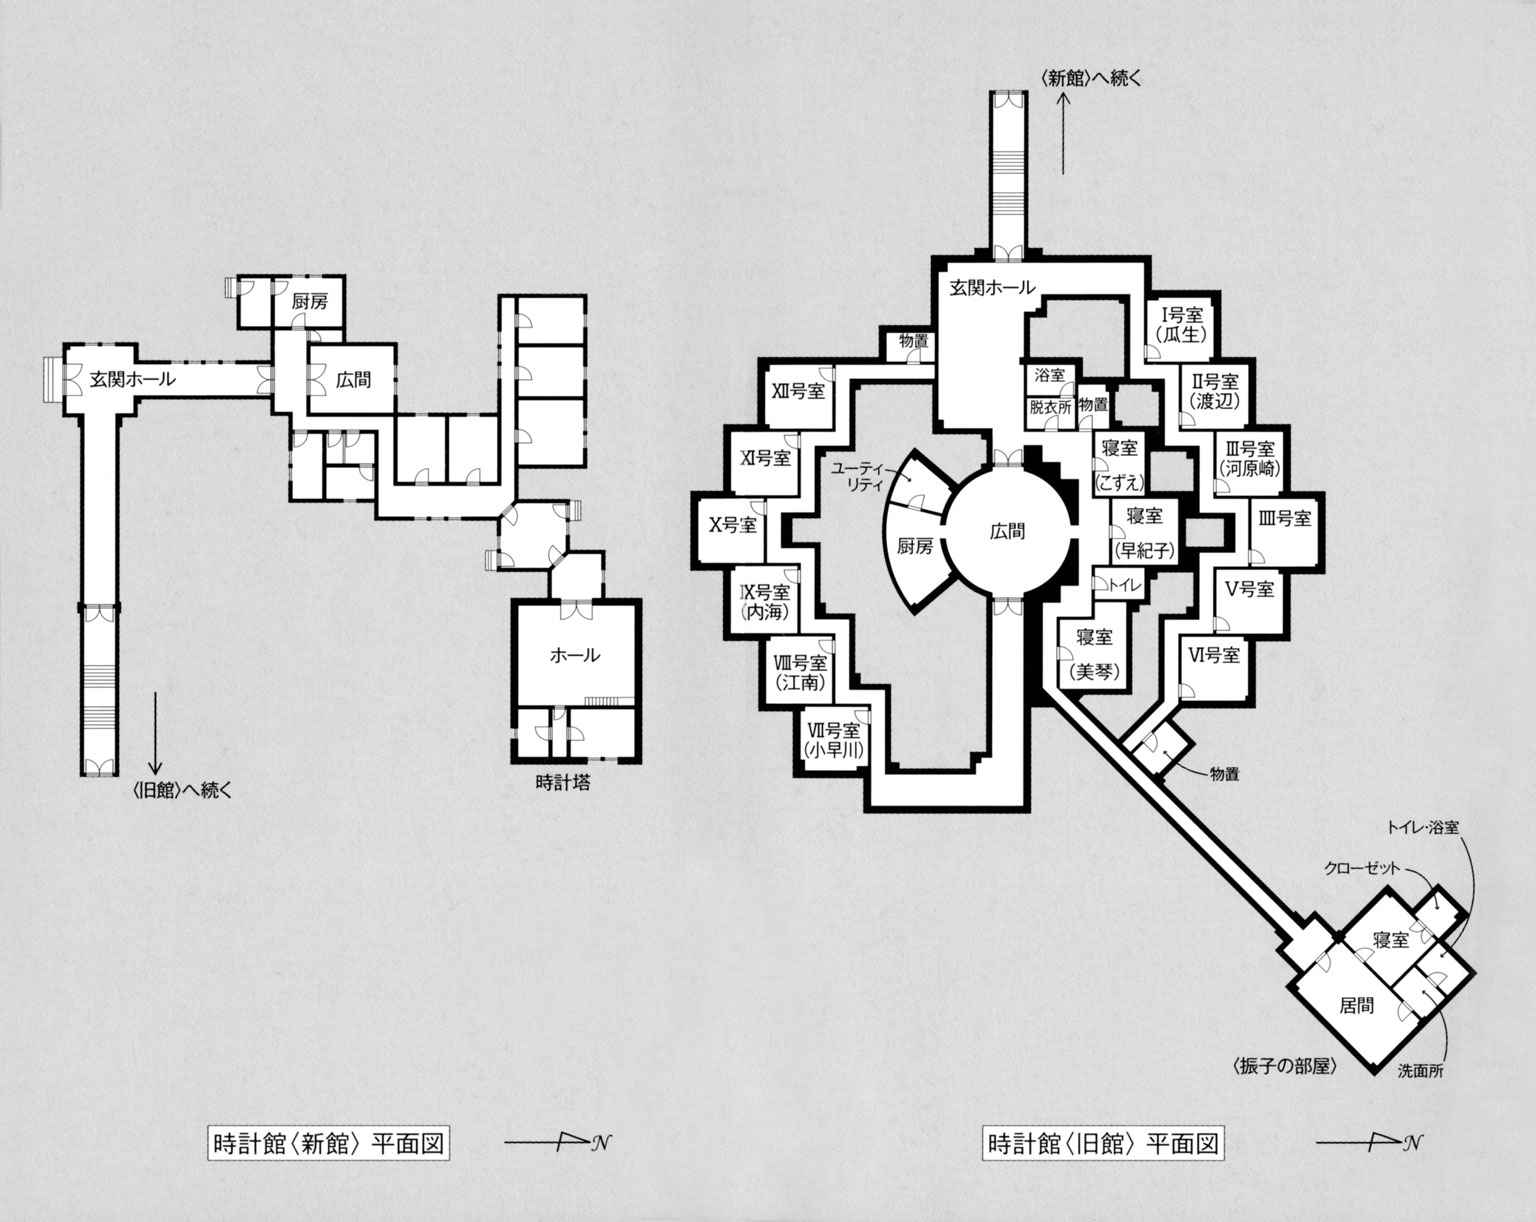 厨房
玄関ホール
広間
ホール
時計塔
〈旧館〉へ続く
時計館〈新館〉平面図
N
〈新館〉へ続く
玄関ホール
物置
Ⅰ号室
(瓜生)
浴室
脱衣所
物置
Ⅱ号室
(渡辺)
Ⅻ号室
Ⅺ号室
寝室
(こずえ)
Ⅲ号室
(河原崎)
ユーティ
リティ
Ⅹ号室
厨房
広間
寝室
(早紀子)
IIII号室
Ⅸ号室
(内海)
トイレ
Ⅴ号室
Ⅷ号室
(江南)
寝室
(美琴)
Ⅵ号室
Ⅶ号室
(小早川)
物置
トイレ・浴室
クローゼット
寝室
居間
〈振子の部屋〉
洗面所
時計館〈旧館〉平面図
N